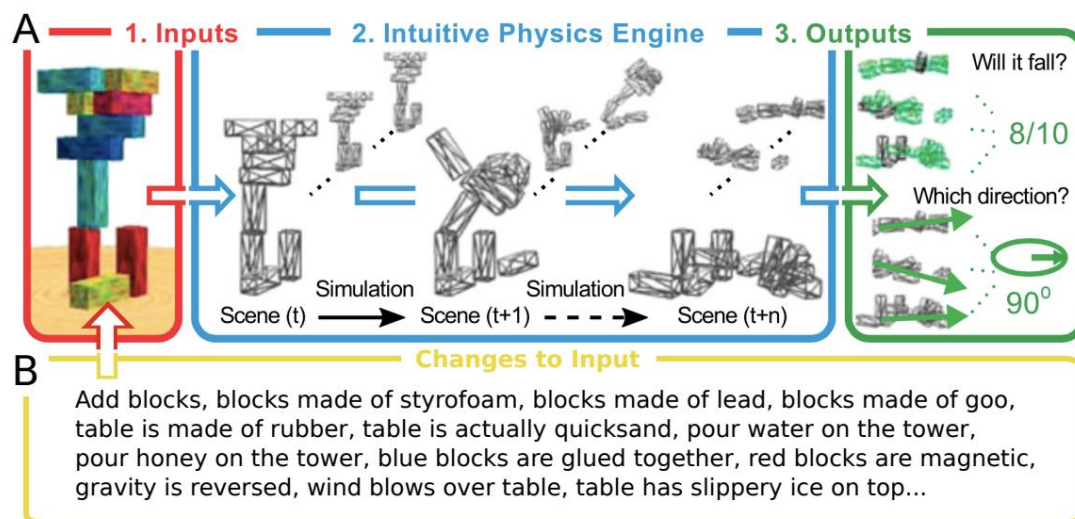 A
1. Inputs
2. Intuitive Physics Engine
3. Outputs
Will it fall?
8/10
Which direction?
90⁰
Simulation
Simulation
Scene (t)
Scene (t+1)
Scene (t+n)
B
Changes to Input
Add blocks, blocks made of styrofoam, blocks made of lead, blocks made of goo,
table is made of rubber, table is actually quicksand, pour water on the tower,
pour honey on the tower, blue blocks are glued together, red blocks are magnetic,
gravity is reversed, wind blows over table, table has slippery ice on top...